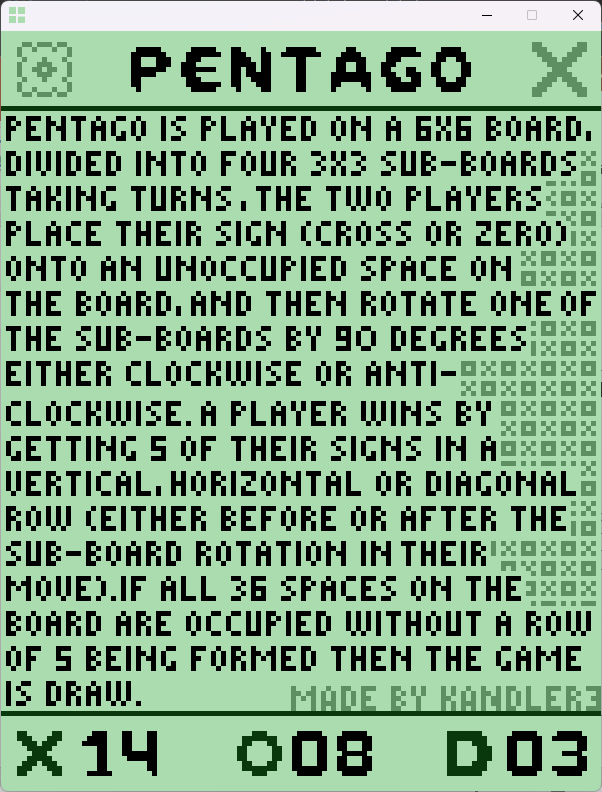 PENTAGO X
PENTAGO IS PLAYED ON A 6X6 BOARD,
DIVIDED INTO FOUR 3X3 SUB-BOARDS
TAKING TURNS, THE TWO PLAYERS
PLACE THEIR SIGN (CROSS OR ZERO)
ONTO AN UNOCCUPIED SPACE ON
THE BOARD, AND THEN ROTATE ONE OF
THE SUB-BOARDS BY 90 DEGREES
EITHER CLOCKWISE OR ANTI-
CLOCKWISE. A PLAYER WINS BY
GETTING 5 OF THEIR SIGNS IN A
VERTICAL, HORIZONTAL OR DIAGONAL
ROW (EITHER BEFORE OR AFTER THE
SUB-BOARD ROTATION IN THEIR
MOVE). IF ALL 36 SPACES ON THE
BOARD ARE OCCUPIED WITHOUT A ROW
OF 5 BEING FORMED THEN THE GAME
IS DRAW.
MADE BY KANDLER3
X 14 O 08 D 03